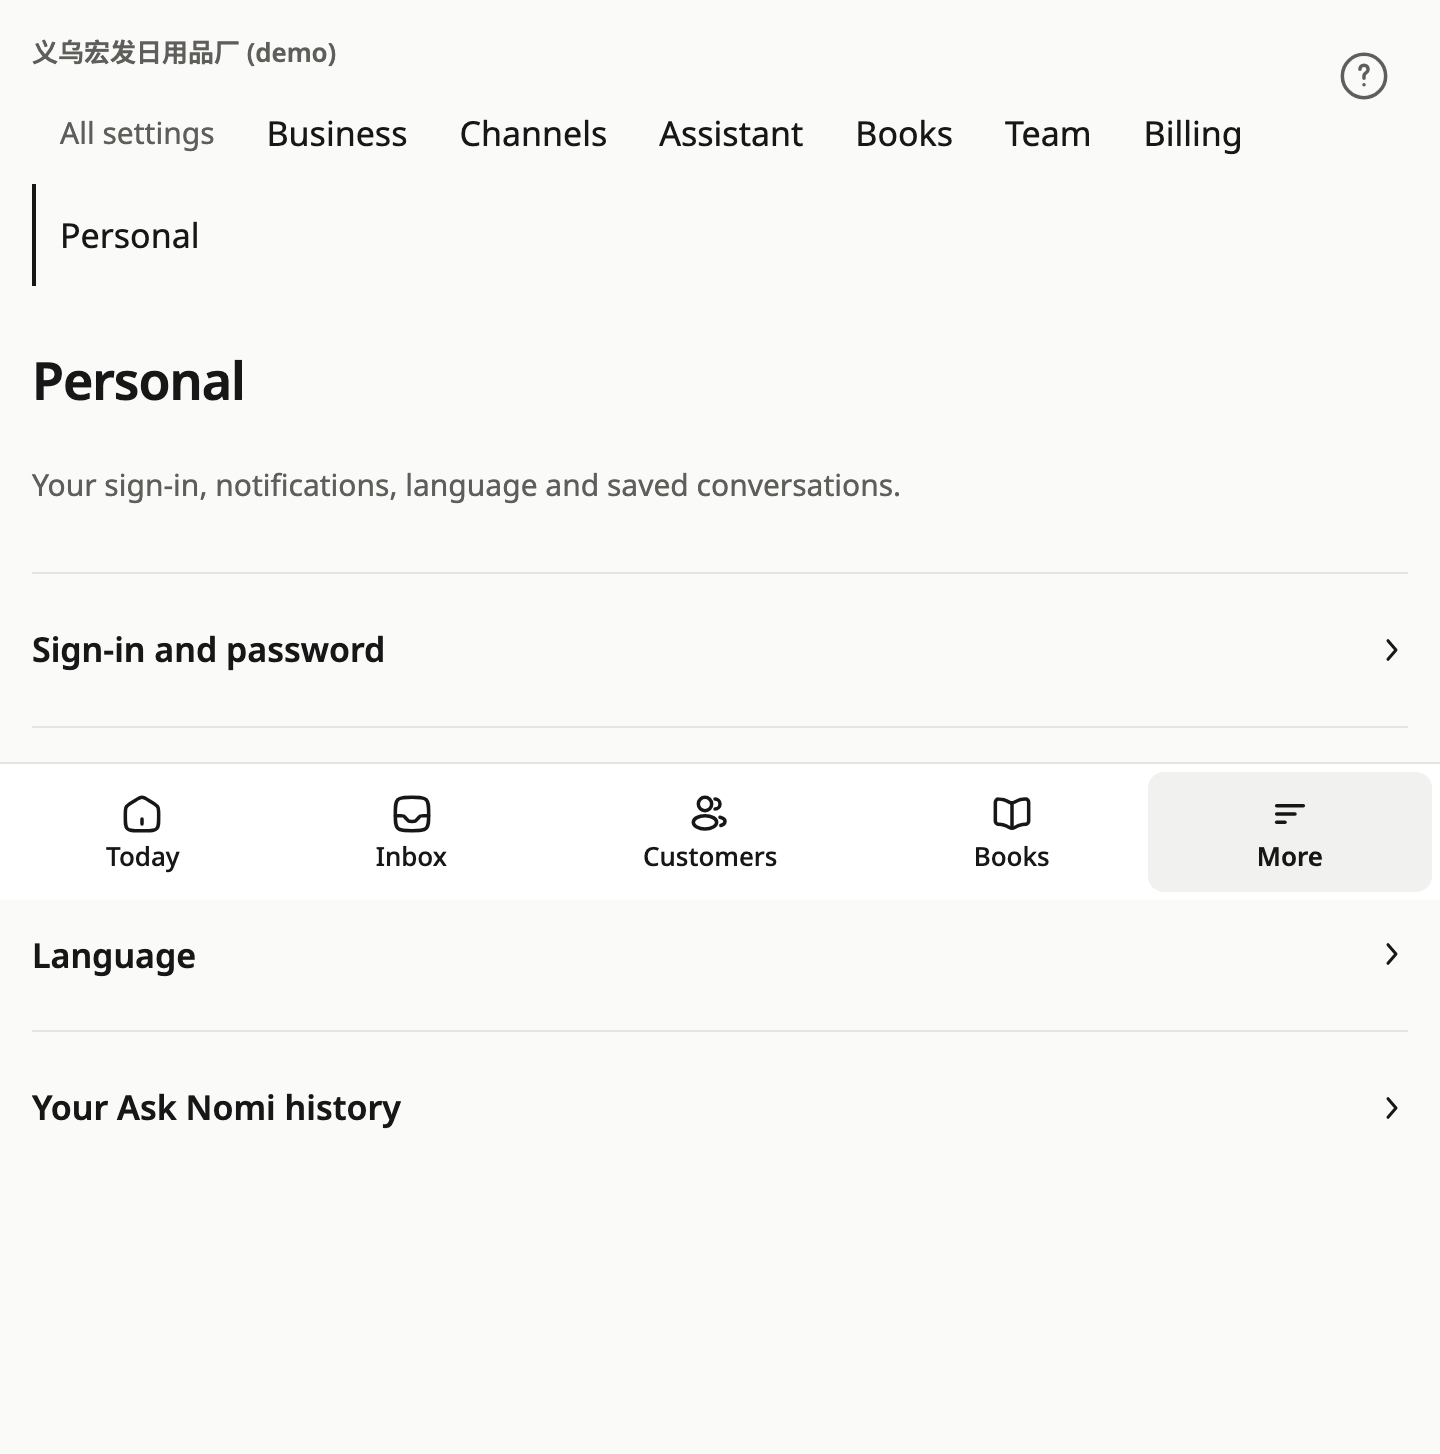 义乌宏发日用品厂 (demo)
All settings Business Channels Assistant Books Team Billing
Personal
Personal
Your sign-in, notifications, language and saved conversations.
Sign-in and password
Today Inbox Customers Books More
Language
Your Ask Nomi history